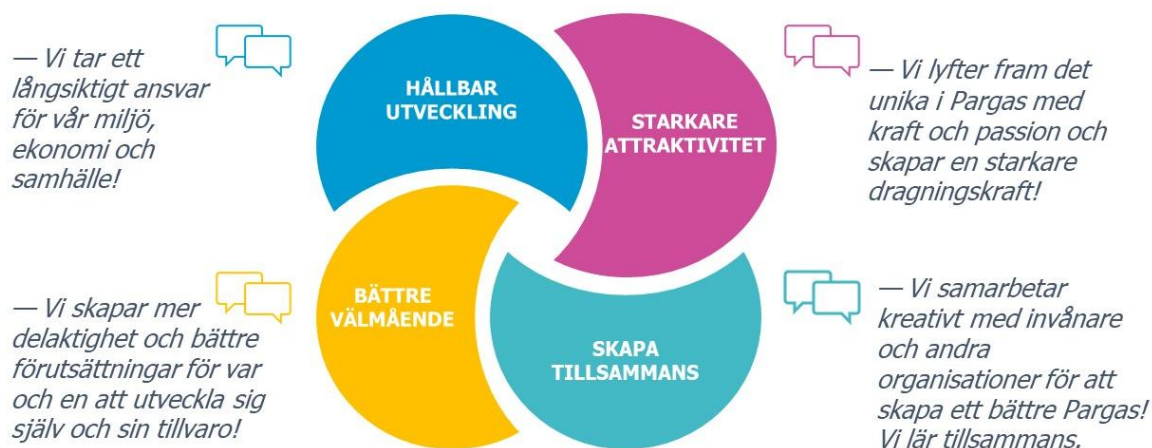 — Vi tar ett
långsiktigt ansvar
för vår miljö,
ekonomi och
samhälle!
HÅLLBAR
UTVECKLING
STARKARE
ATTRAKTIVITET
— Vi lyfter fram det
unika i Pargas med
kraft och passion och
skapar en starkare
dragningskraft!
— Vi skapar mer
delaktighet och bättre
förutsättningar för var
och en att utveckla sig
själv och sin tillvaro!
BÄTTRE
VÄLMÅENDE
SKAPA
TILLSAMMANS
— Vi samarbetar
kreativt med invånare
och andra
organisationer för att
skapa ett bättre Pargas!
Vi lär tillsammans.